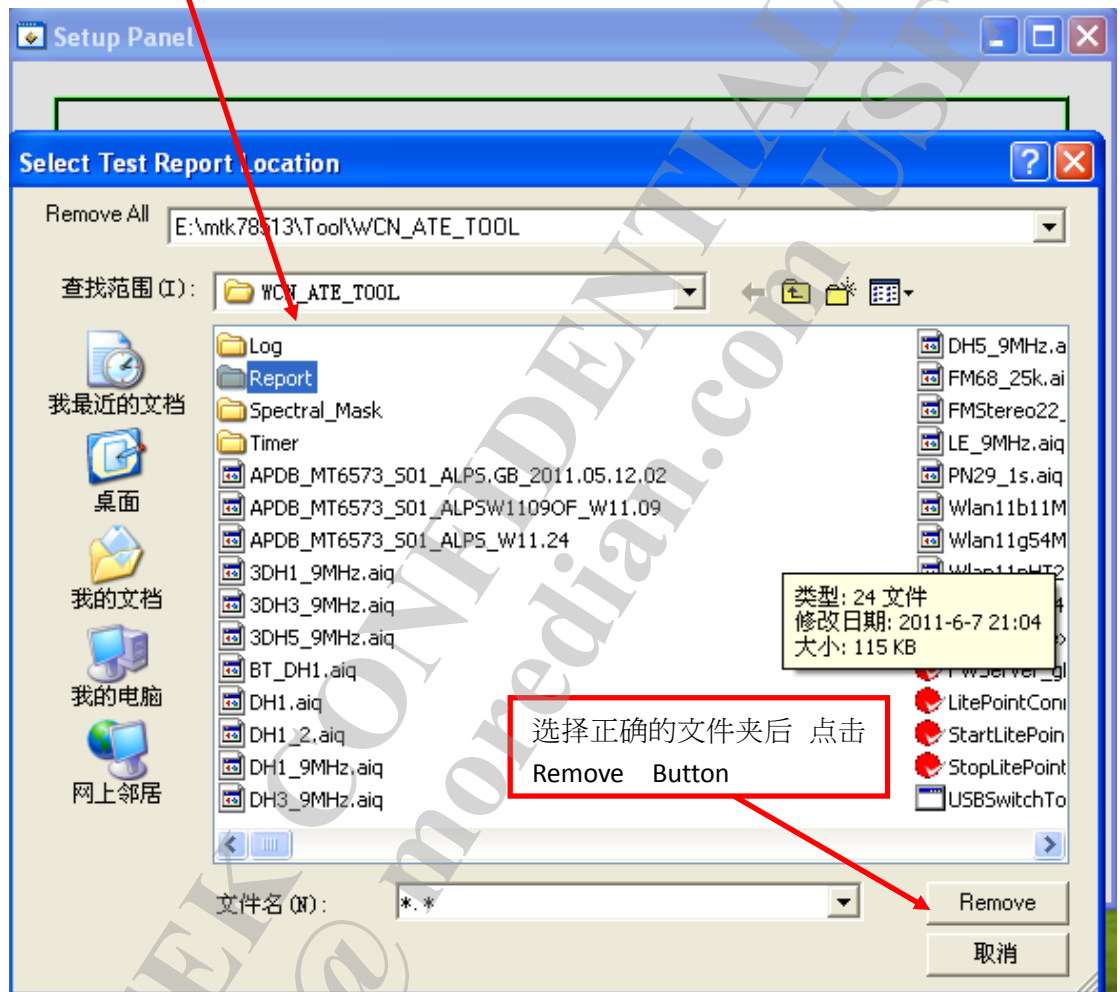 Setup Panel
Select Test Report Location
Remove All
E:\mtk78513\Tool\WCN_ATE_TOOL
查找范围(I):
WCN_ATE_TOOL
我最近的文档
桌面
我的文档
我的电脑
网上邻居
Log
Report
Spectral_Mask
Timer
APDB_MT6573_S01_ALPS.GB_2011.05.12.02
APDB_MT6573_S01_ALPSW1109OF_W11.09
APDB_MT6573_S01_ALPS_W11.24
3DH1_9MHz.aiq
3DH3_9MHz.aiq
3DH5_9MHz.aiq
BT_DH1.aiq
DH1.aiq
DH1_2.aiq
DH1_9MHz.aiq
DH3_9MHz.aiq
DH5_9MHz.a
FM68_25k.ai
FMStereo22_
LE_9MHz.aiq
PN29_1s.aiq
Wlan11b11M
Wlan11g54M
LitePointConn
StartLitePoin
StopLitePoint
USBSwitchTo
类型: 24 文件
修改日期: 2011-6-7 21:04
大小: 115 KB
选择正确的文件夹后 点击
Remove Button
文件名(N):
*.*
Remove
取消
TEK CONFIDENTIAL
@ moredian.com USE